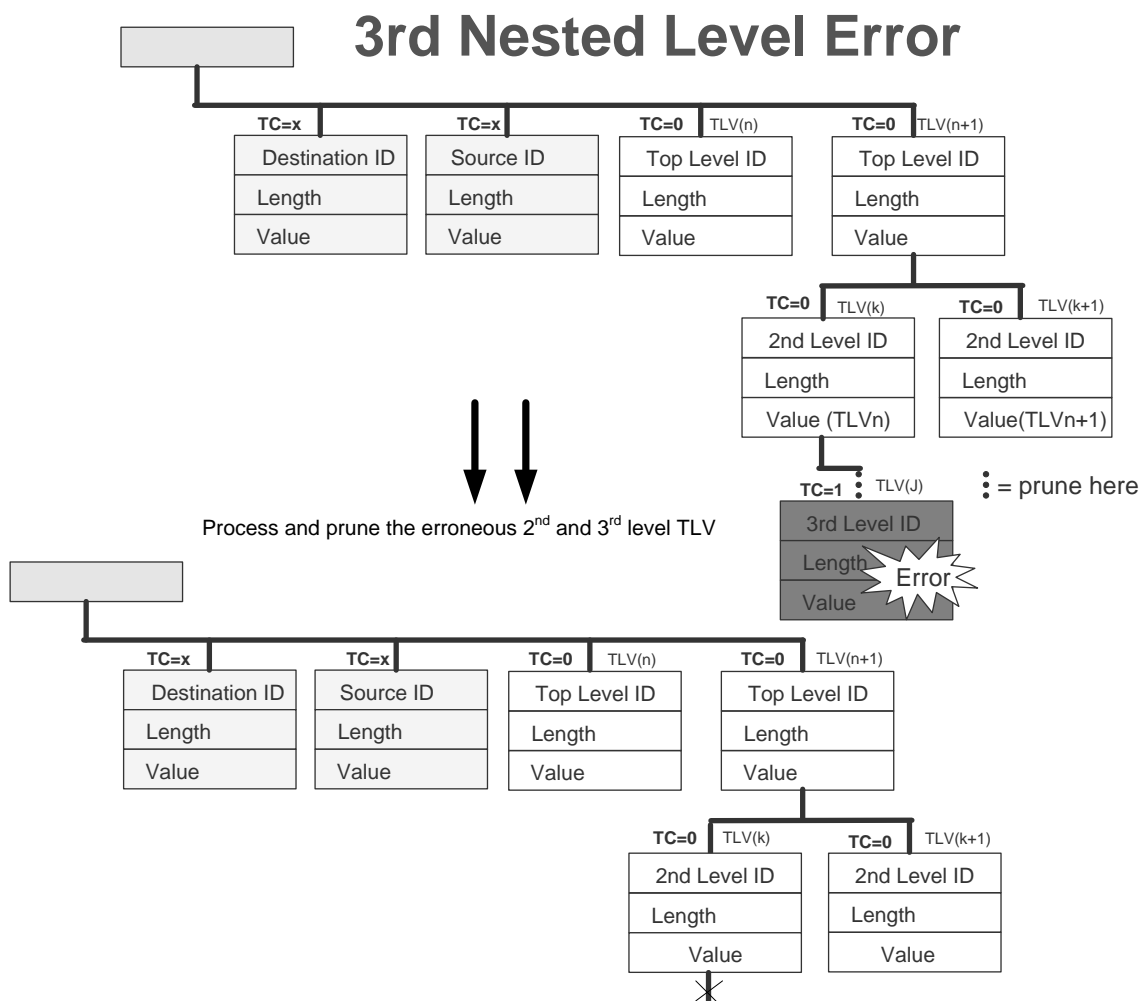 3rd Nested Level Error
TC=x TC=x TC=0 TLV(n) TC=0 TLV(n+1)
Destination ID Source ID Top Level ID Top Level ID
Length Length Length Length
Value Value Value Value
TC=0 TLV(k) TC=0 TLV(k+1)
2nd Level ID 2nd Level ID
Length Length
Value (TLVn) Value(TLVn+1)
TC=1 TLV(J) = prune here
3rd Level ID
Length
Error
Value
Process and prune the erroneous 2nd and 3rd level TLV
TC=x TC=x TC=0 TLV(n) TC=0 TLV(n+1)
Destination ID Source ID Top Level ID Top Level ID
Length Length Length Length
Value Value Value Value
TC=0 TLV(k) TC=0 TLV(k+1)
2nd Level ID 2nd Level ID
Length Length
Value Value